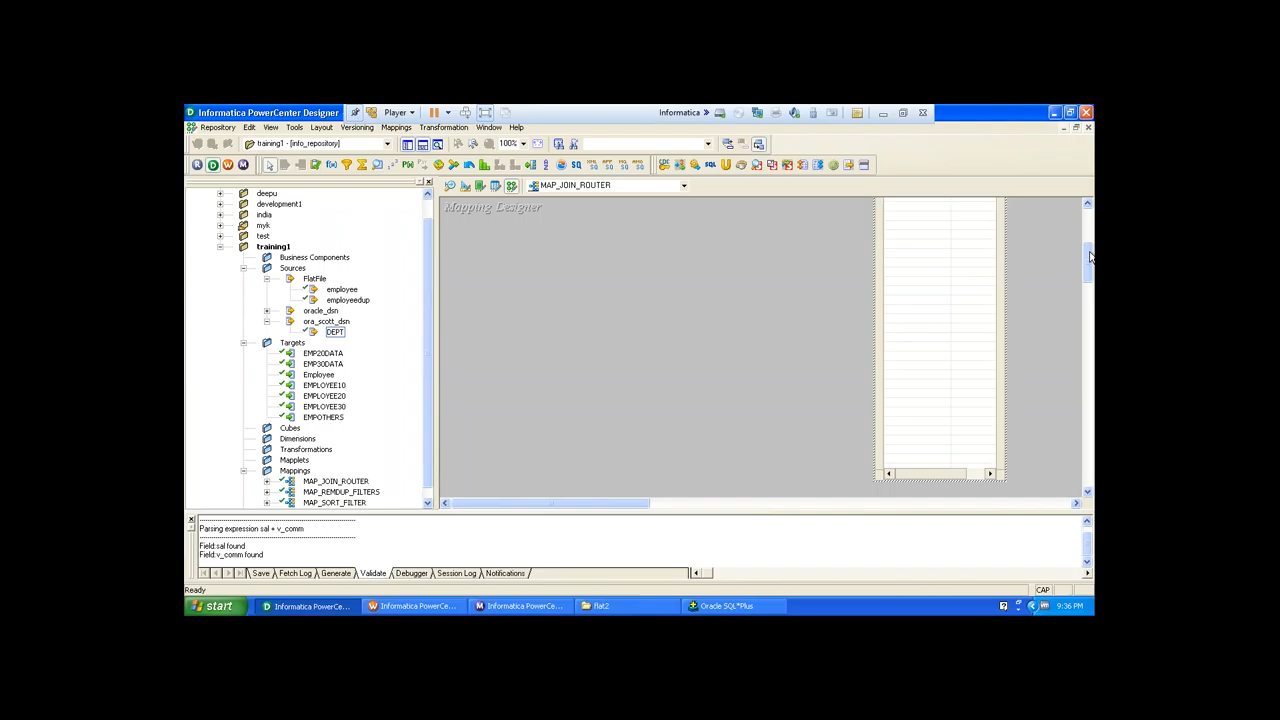 Informatica PowerCenter Designer
Player
Informatica
Repository Edit View Tools Layout Versioning Mappings Transformation Window Help
training1 - [info_repository]
100%
MAP_JOIN_ROUTER
Mapping Designer
deepu
development1
india
myk
test
training1
Business Components
Sources
FlatFile
employee
employeedup
oracle_dsn
ora_scott_dsn
DEPT
Targets
EMP20DATA
EMP30DATA
Employee
EMPLOYEE10
EMPLOYEE20
EMPLOYEE30
EMPOTHERS
Cubes
Dimensions
Transformations
Mapplets
Mappings
MAP_JOIN_ROUTER
MAP_REMDUP_FILTERS
MAP_SORT_FILTER
Parsing expression sal + v_comm
Field:sal found
Field:v_comm found
Save Fetch Log Generate Validate Debugger Session Log Notifications
Ready
CAP
start
Informatica PowerCe...
Informatica PowerCe...
Informatica PowerCe...
flat2
Oracle SQL*Plus
9:36 PM